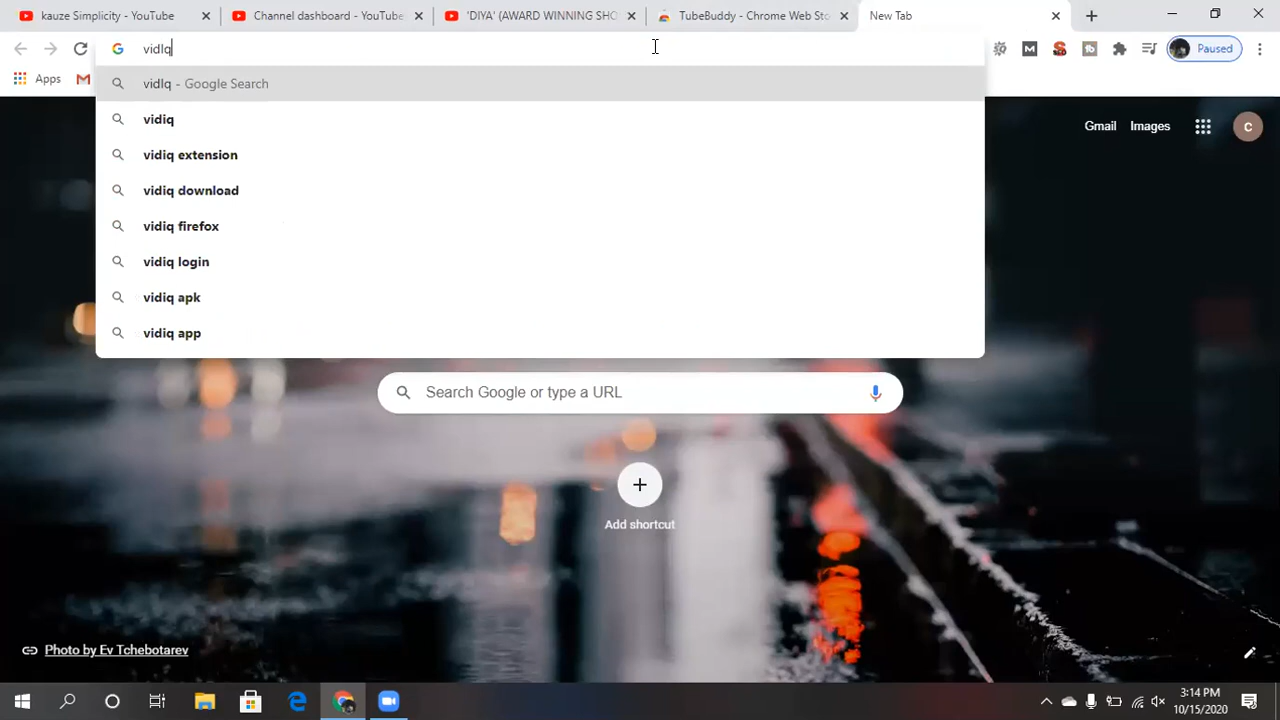 kauze Simplicity - YouTube
Channel dashboard - YouTube
'DIYA' (AWARD WINNING SHO
TubeBuddy - Chrome Web Sto
New Tab
vidlq
Paused
Apps
vidlq - Google Search
vidiq
vidiq extension
vidiq download
vidiq firefox
vidiq login
vidiq apk
vidiq app
Gmail
Images
C
Search Google or type a URL
Add shortcut
Photo by Ev Tchebotarev
3:14 PM
10/15/2020